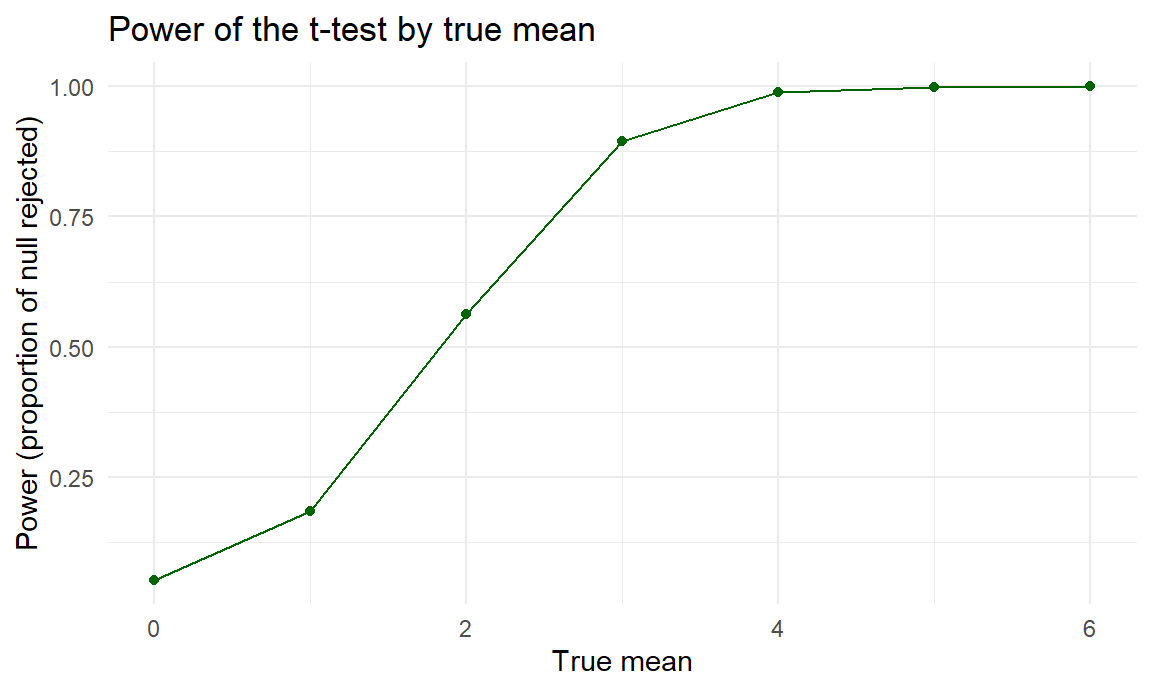 Power of the t-test by true mean
Power (proportion of null rejected)
1.00
0.75
0.50
0.25
0 2 4 6
True mean